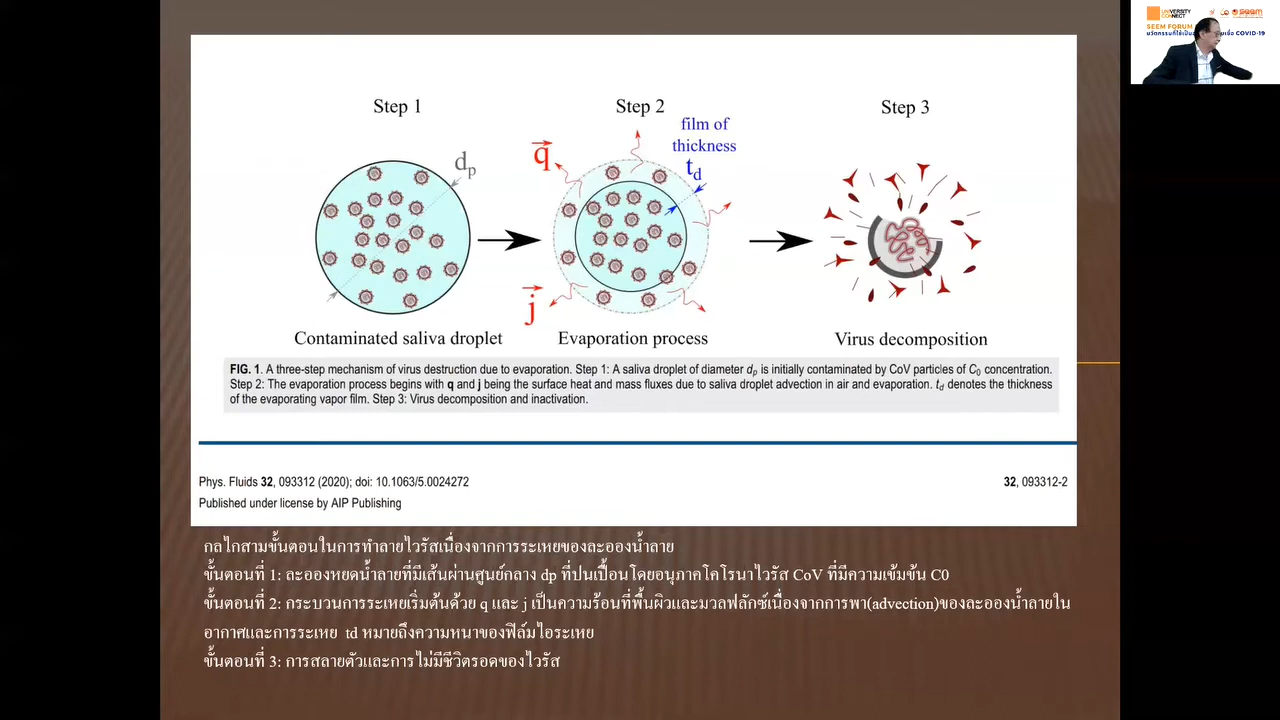 UNIVERSITY
CONNECT
SEEM FORUM
COVID-19
Step 1
Step 2
Step 3
film of
thickness
t_d
d_p
q
j
Contaminated saliva droplet
Evaporation process
Virus decomposition
FIG. 1. A three-step mechanism of virus destruction due to evaporation. Step 1: A saliva droplet of diameter d_p is initially contaminated by CoV particles of C_0 concentration.
Step 2: The evaporation process begins with q and j being the surface heat and mass fluxes due to saliva droplet advection in air and evaporation. t_d denotes the thickness
of the evaporating vapor film. Step 3: Virus decomposition and inactivation.
Phys. Fluids 32, 093312 (2020); doi: 10.1063/5.0024272
32, 093312-2
Published under license by AIP Publishing
กลไกสามขั้นตอนในการทำลายไวรัสเนื่องจากการระเหยของละอองน้ำลาย
ขั้นตอนที่ 1: ละอองหยดน้ำลายที่มีเส้นผ่านศูนย์กลาง dp ที่ปนเปื้อนโดยอนุภาคโคโรนาไวรัส CoV ที่มีความเข้มข้น C0
ขั้นตอนที่ 2: กระบวนการระเหยเริ่มต้นด้วย q และ j เป็นความร้อนที่พื้นผิวและมวลฟลักซ์เนื่องจากการพา(advection)ของละอองน้ำลายใน
อากาศและการระเหย td หมายถึงความหนาของฟิล์มไอระเหย
ขั้นตอนที่ 3: การสลายตัวและการไม่มีชีวิตรอดของไวรัส